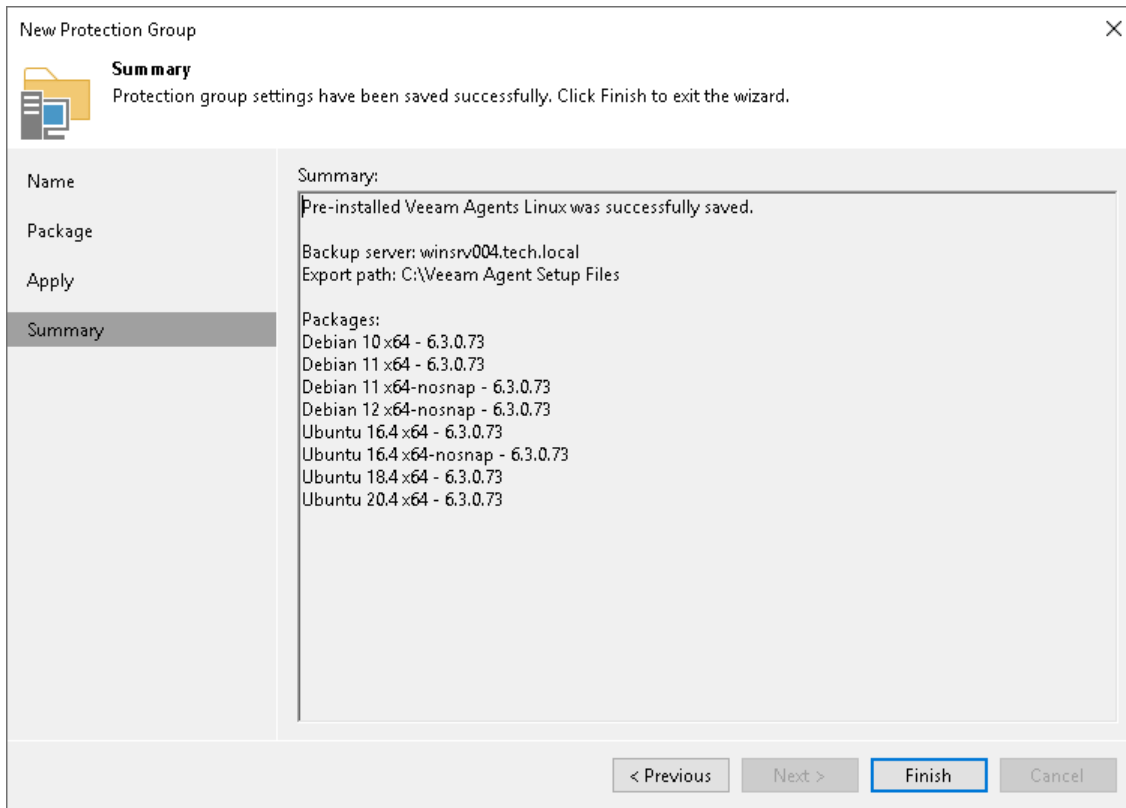 New Protection Group
Summary
Protection group settings have been saved successfully. Click Finish to exit the wizard.
Name
Package
Apply
Summary
Summary:
Pre-installed Veeam Agents Linux was successfully saved.
Backup server: winsrv004.tech.local
Export path: C:\Veeam Agent Setup Files
Packages:
Debian 10 x64 - 6.3.0.73
Debian 11 x64 - 6.3.0.73
Debian 11 x64-nosnap - 6.3.0.73
Debian 12 x64-nosnap - 6.3.0.73
Ubuntu 16.4 x64 - 6.3.0.73
Ubuntu 16.4 x64-nosnap - 6.3.0.73
Ubuntu 18.4 x64 - 6.3.0.73
Ubuntu 20.4 x64 - 6.3.0.73
< Previous
Next >
Finish
Cancel